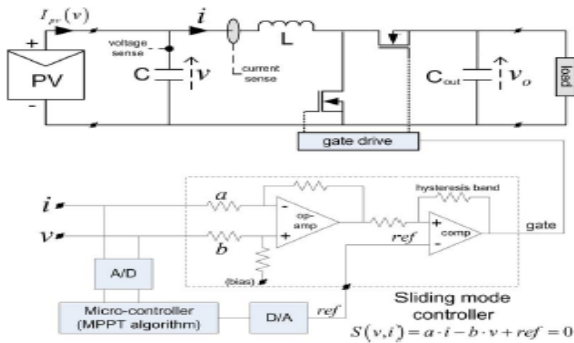 I_pv(v)
i
voltage
sense
L
+
PV
-
C
v
current
sense
C_out
v_o
load
gate drive
i
a
v
b
-
op-
amp
+
hysteresis band
+
comp
-
gate
ref
(bias)
A/D
Micro-controller
(MPPT algorithm)
D/A
ref
Sliding mode
controller
S(v,i)=a·i−b·v+ref=0